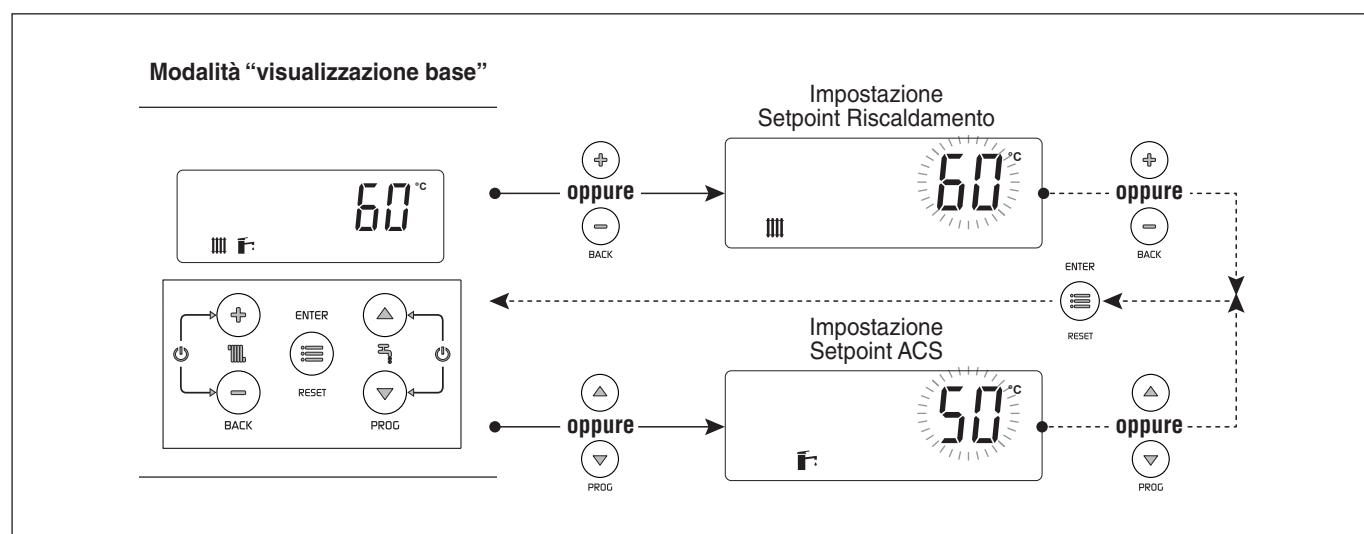 Modalità “visualizzazione base”
60 °C
ENTER
RESET
BACK
PROG
oppure
BACK
Impostazione
Setpoint Riscaldamento
60 °C
oppure
BACK
ENTER
RESET
oppure
PROG
Impostazione
Setpoint ACS
50 °C
oppure
PROG